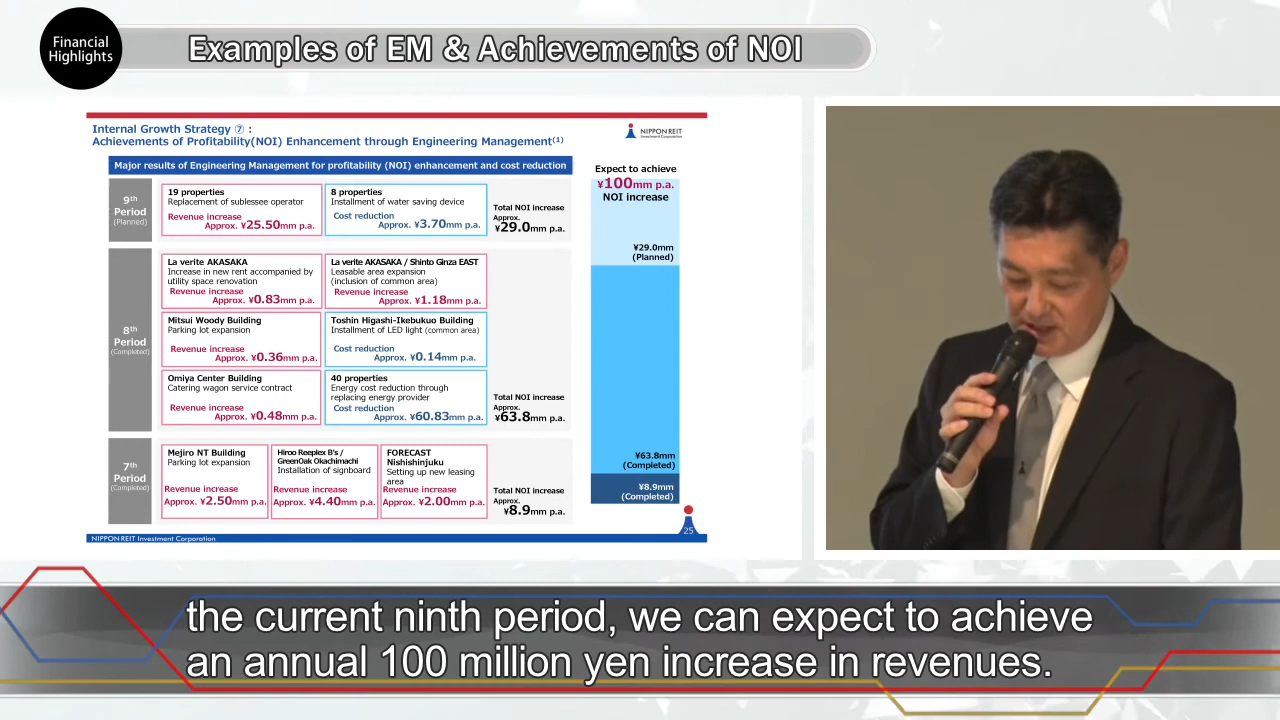 Financial
Highlights
Examples of EM & Achievements of NOI
Internal Growth Strategy ⑦ :
Achievements of Profitability(NOI) Enhancement through Engineering Management(1)
NIPPON REIT
Investment Corporation
Major results of Engineering Management for profitability (NOI) enhancement and cost reduction
9th
Period
(Planned)
19 properties
Replacement of sublessee operator
Revenue increase
Approx. ¥25.50mm p.a.
8 properties
Installment of water saving device
Cost reduction
Approx. ¥3.70mm p.a.
Total NOI increase
Approx.
¥29.0mm p.a.
8th
Period
(Completed)
La verite AKASAKA
Increase in new rent accompanied by
utility space renovation
Revenue increase
Approx. ¥0.83mm p.a.
La verite AKASAKA / Shinto Ginza EAST
Leasable area expansion
(inclusion of common area)
Revenue increase
Approx. ¥1.18mm p.a.
Mitsui Woody Building
Parking lot expansion
Revenue increase
Approx. ¥0.36mm p.a.
Toshin Higashi-Ikebukuo Building
Installment of LED light (common area)
Cost reduction
Approx. ¥0.14mm p.a.
Omiya Center Building
Catering wagon service contract
Revenue increase
Approx. ¥0.48mm p.a.
40 properties
Energy cost reduction through
replacing energy provider
Cost reduction
Approx. ¥60.83mm p.a.
Total NOI increase
Approx.
¥63.8mm p.a.
7th
Period
(Completed)
Mejiro NT Building
Parking lot expansion
Revenue increase
Approx. ¥2.50mm p.a.
Hiroo Reeplex B's /
GreenOak Okachimachi
Installation of signboard
Revenue increase
Approx. ¥4.40mm p.a.
FORECAST
Nishishinjuku
Setting up new leasing
area
Revenue increase
Approx. ¥2.00mm p.a.
Total NOI increase
Approx.
¥8.9mm p.a.
Expect to achieve
¥100mm p.a.
NOI increase
¥29.0mm
(Planned)
¥63.8mm
(Completed)
¥8.9mm
(Completed)
NIPPON REIT Investment Corporation
25
the current ninth period, we can expect to achieve
an annual 100 million yen increase in revenues.